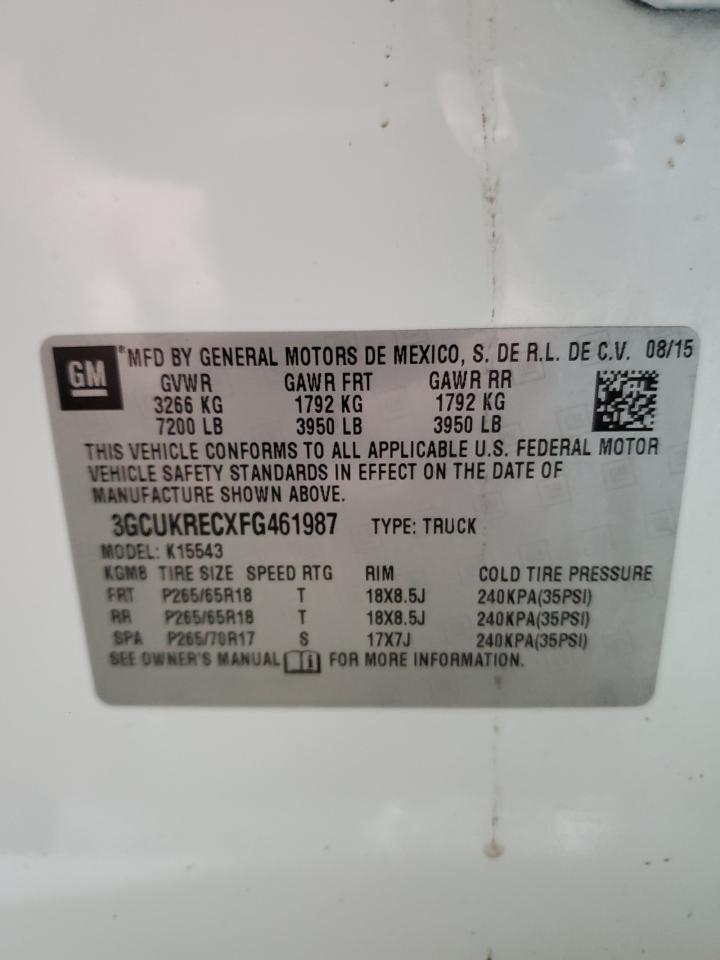 GM *MFD BY GENERAL MOTORS DE MEXICO, S. DE R.L. DE C.V. 08/15
GVWR GAWR FRT GAWR RR
3266 KG 1792 KG 1792 KG
7200 LB 3950 LB 3950 LB
THIS VEHICLE CONFORMS TO ALL APPLICABLE U.S. FEDERAL MOTOR
VEHICLE SAFETY STANDARDS IN EFFECT ON THE DATE OF
MANUFACTURE SHOWN ABOVE.
3GCUKRECXFG461987 TYPE: TRUCK
MODEL: K15543
KGM8 TIRE SIZE SPEED RTG RIM COLD TIRE PRESSURE
FRT P265/65R18 T 18X8.5J 240KPA(35PSI)
RR P265/65R18 T 18X8.5J 240KPA(35PSI)
SPA P265/70R17 S 17X7J 240KPA(35PSI)
SEE OWNER'S MANUAL FOR MORE INFORMATION.